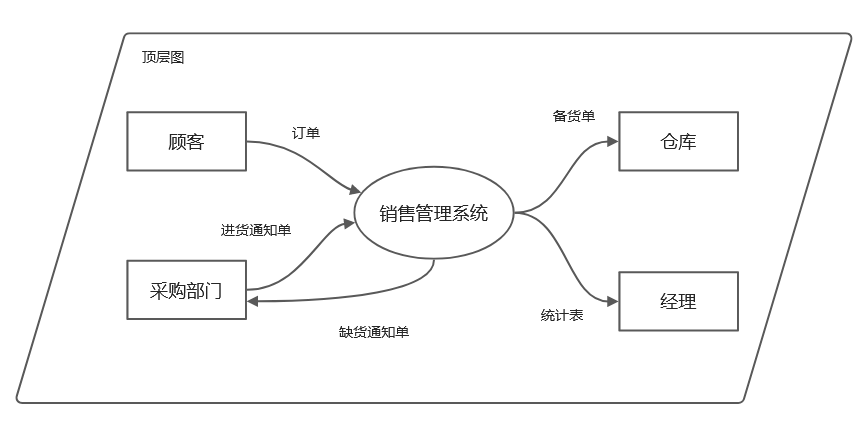 顶层图
顾客
订单
备货单
仓库
销售管理系统
进货通知单
采购部门
经理
统计表
缺货通知单